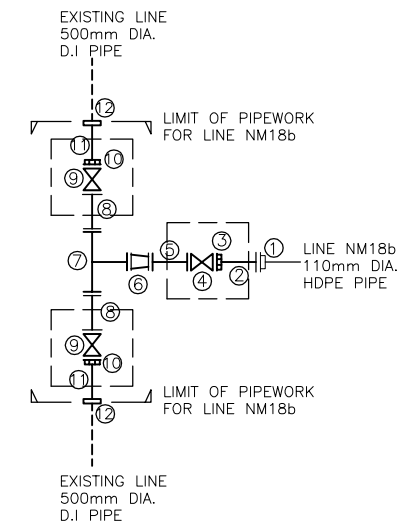 EXISTING LINE
500mm DIA.
D.I PIPE
12
LIMIT OF PIPEWORK
FOR LINE NM18b
11
10
9
8
3
1
5
LINE NM18b
7
2
110mm DIA.
4
6
HDPE PIPE
8
9
10
11
LIMIT OF PIPEWORK
12
FOR LINE NM18b
EXISTING LINE
500mm DIA.
D.I PIPE